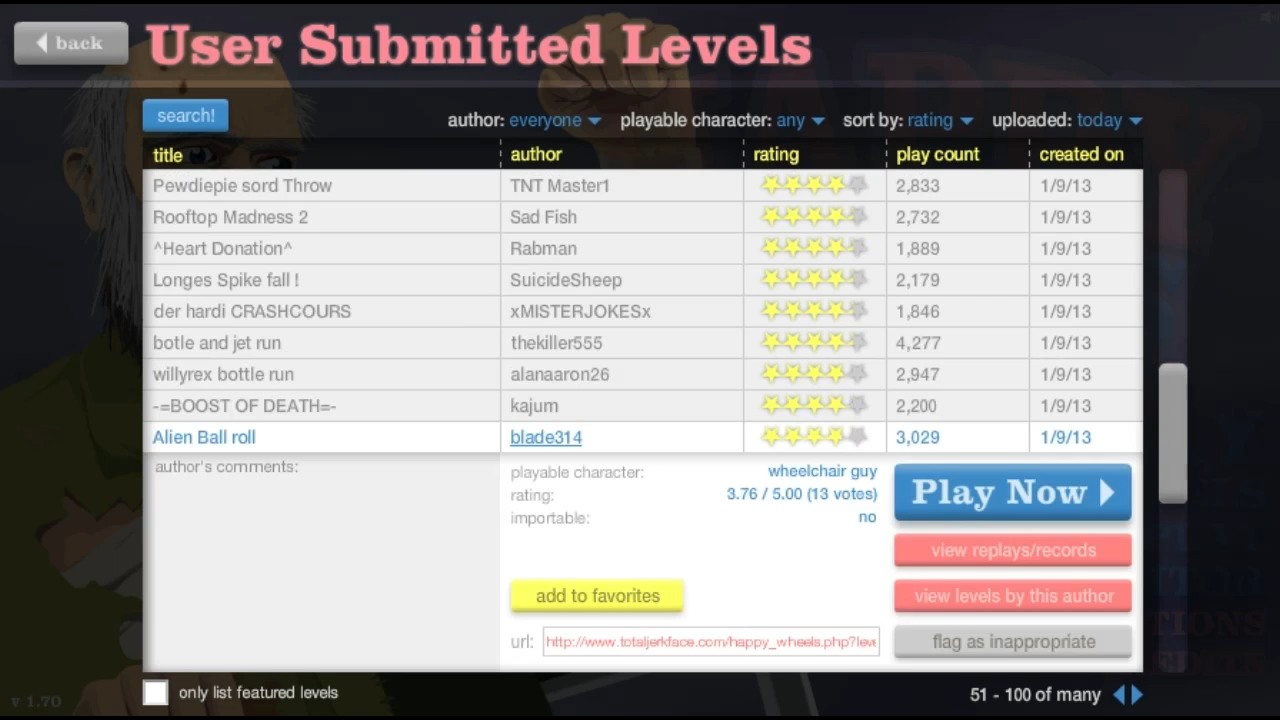 back
User Submitted Levels
search!
author: everyone playable character: any sort by: rating uploaded: today
title author rating play count created on
Pewdiepie sord Throw TNT Master1 2,833 1/9/13
Rooftop Madness 2 Sad Fish 2,732 1/9/13
^Heart Donation^ Rabman 1,889 1/9/13
Longes Spike fall ! SuicideSheep 2,179 1/9/13
der hardi CRASHCOURS xMISTERJOKESx 1,846 1/9/13
botle and jet run thekiller555 4,277 1/9/13
willyrex bottle run alanaaron26 2,947 1/9/13
-=BOOST OF DEATH=- kajum 2,200 1/9/13
Alien Ball roll blade314 3,029 1/9/13
author's comments:
playable character: wheelchair guy
rating: 3.76 / 5.00 (13 votes)
importable: no
Play Now
view replays/records
add to favorites
view levels by this author
url: http://www.totaljerkface.com/happy_wheels.php?leve
flag as inappropriate
only list featured levels
51 - 100 of many
v 1.70